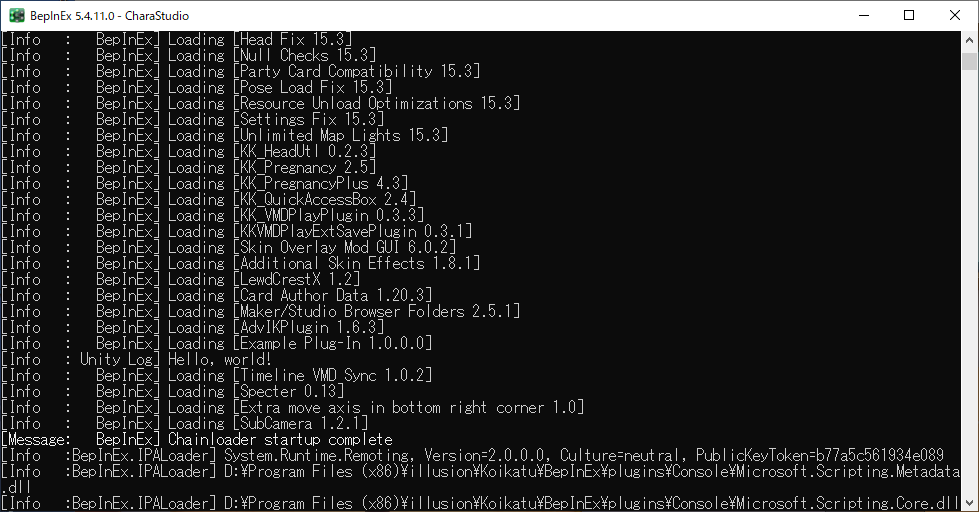 BepInEx 5.4.11.0 - CharaStudio
[Info   :   BepInEx] Loading [Head Fix 15.3]
[Info   :   BepInEx] Loading [Null Checks 15.3]
[Info   :   BepInEx] Loading [Party Card Compatibility 15.3]
[Info   :   BepInEx] Loading [Pose Load Fix 15.3]
[Info   :   BepInEx] Loading [Resource Unload Optimizations 15.3]
[Info   :   BepInEx] Loading [Settings Fix 15.3]
[Info   :   BepInEx] Loading [Unlimited Map Lights 15.3]
[Info   :   BepInEx] Loading [KK_HeadUtl 0.2.3]
[Info   :   BepInEx] Loading [KK_Pregnancy 2.5]
[Info   :   BepInEx] Loading [KK_PregnancyPlus 4.3]
[Info   :   BepInEx] Loading [KK_QuickAccessBox 2.4]
[Info   :   BepInEx] Loading [KK_VMDPlayPlugin 0.3.3]
[Info   :   BepInEx] Loading [KKVMDPlayExtSavePlugin 0.3.1]
[Info   :   BepInEx] Loading [Skin Overlay Mod GUI 6.0.2]
[Info   :   BepInEx] Loading [Additional Skin Effects 1.8.1]
[Info   :   BepInEx] Loading [LewdCrestX 1.2]
[Info   :   BepInEx] Loading [Card Author Data 1.20.3]
[Info   :   BepInEx] Loading [Maker/Studio Browser Folders 2.5.1]
[Info   :   BepInEx] Loading [AdvIKPlugin 1.6.3]
[Info   :   BepInEx] Loading [Example Plug-In 1.0.0.0]
[Info   : Unity Log] Hello, world!
[Info   :   BepInEx] Loading [Timeline VMD Sync 1.0.2]
[Info   :   BepInEx] Loading [Specter 0.13]
[Info   :   BepInEx] Loading [Extra move axis in bottom right corner 1.0]
[Info   :   BepInEx] Loading [SubCamera 1.2.1]
[Message:   BepInEx] Chainloader startup complete
[Info   :BepInEx.IPALoader] System.Runtime.Remoting, Version=2.0.0.0, Culture=neutral, PublicKeyToken=b77a5c561934e089
[Info   :BepInEx.IPALoader] D:¥Program Files (x86)¥illusion¥Koikatu¥BepInEx¥plugins¥Console¥Microsoft.Scripting.Metadata
.dll
[Info   :BepInEx.IPALoader] D:¥Program Files (x86)¥illusion¥Koikatu¥BepInEx¥plugins¥Console¥Microsoft.Scripting.Core.dll